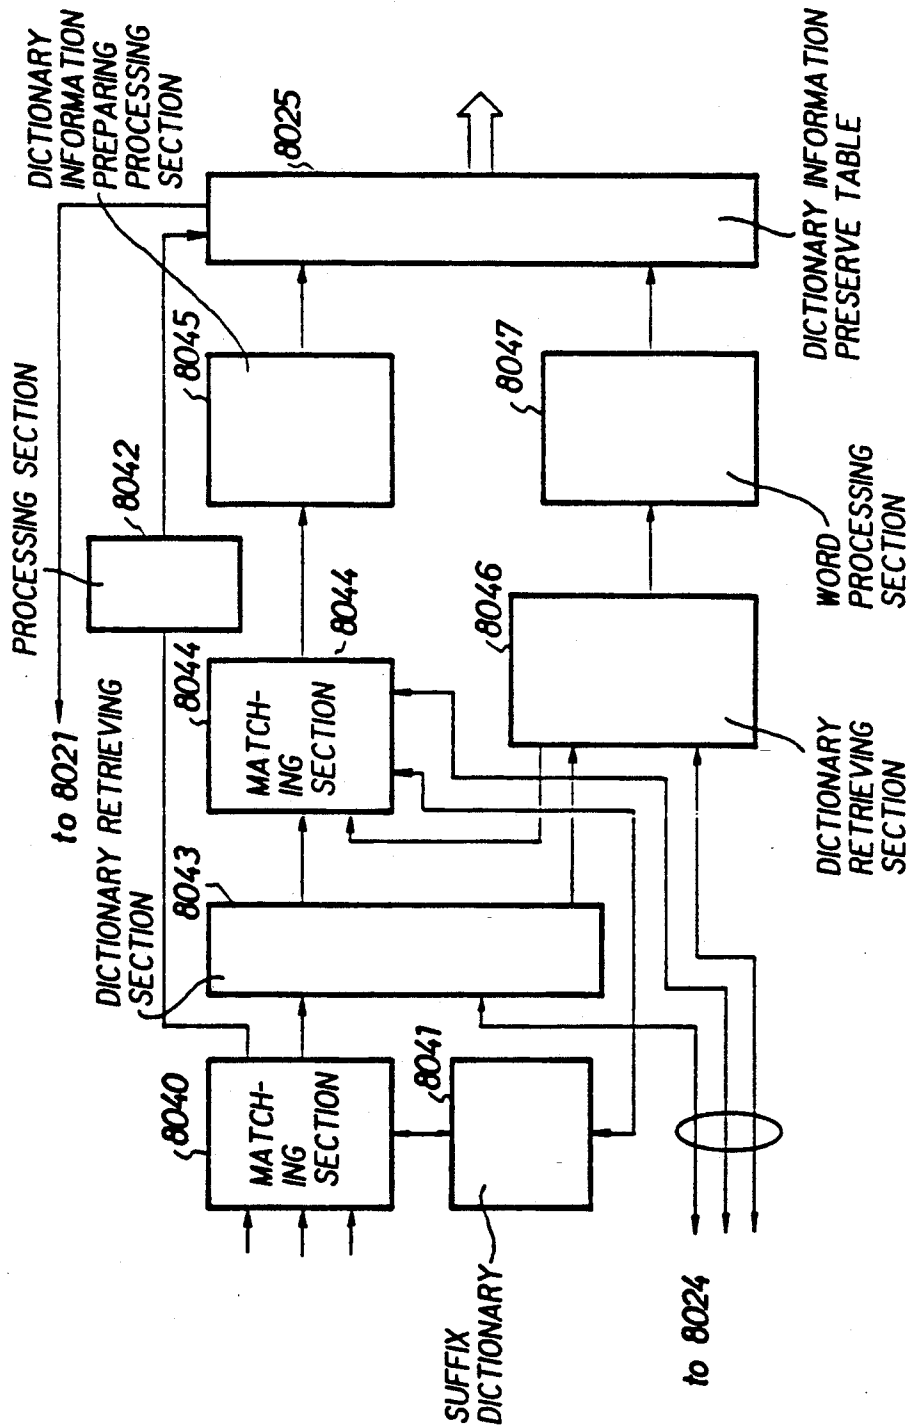 DICTIONARY
INFORMATION
PREPARING
PROCESSING
SECTION
8025
DICTIONARY INFORMATION
PRESERVE TABLE
PROCESSING SECTION
8042
8045
8047
WORD
PROCESSING
SECTION
to 8021
DICTIONARY RETRIEVING
SECTION
8043
8044
MATCH-
ING
SECTION
8044
8046
DICTIONARY
RETRIEVING
SECTION
8040
MATCH-
ING
SECTION
8041
SUFFIX
DICTIONARY
to 8024